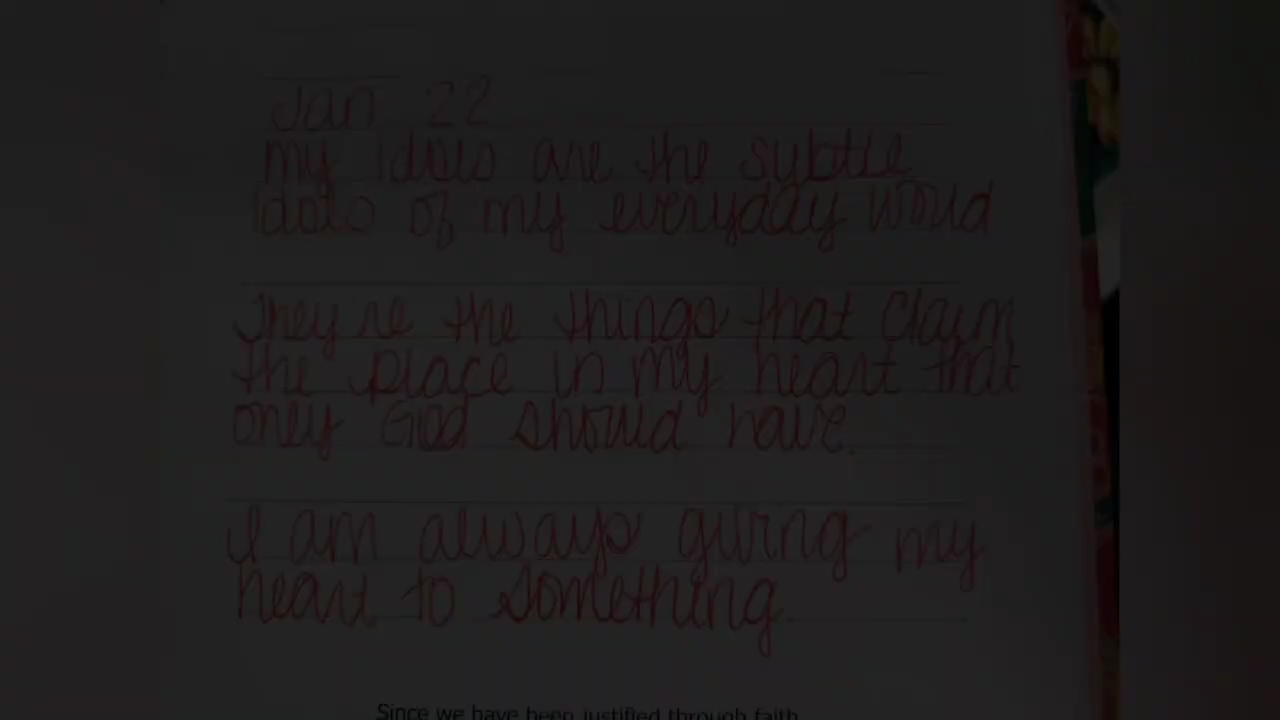 Jan 22
my idols are the subtle
idols of my everyday world
They're the things that claim
the place in my heart that
only God should have.
I am always giving my
heart to something.
Since we have been justified through faith